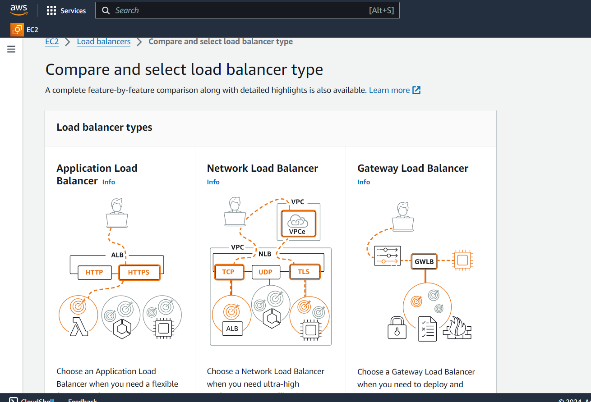 aws
Services
Search
[Alt+S]
EC2
EC2 > Load balancers > Compare and select load balancer type
Compare and select load balancer type
A complete feature-by-feature comparison along with detailed highlights is also available. Learn more
Load balancer types
Application Load
Balancer Info
ALB
HTTP
HTTPS
Choose an Application Load
Balancer when you need a flexible
Network Load Balancer
Info
VPC
VPCe
VPC
NLB
TCP
UDP
TLS
ALB
Choose a Network Load Balancer
when you need ultra-high
Gateway Load Balancer
Info
GWLB
Choose a Gateway Load Balancer
when you need to deploy and
CloudShell
Feedback
© 2024,